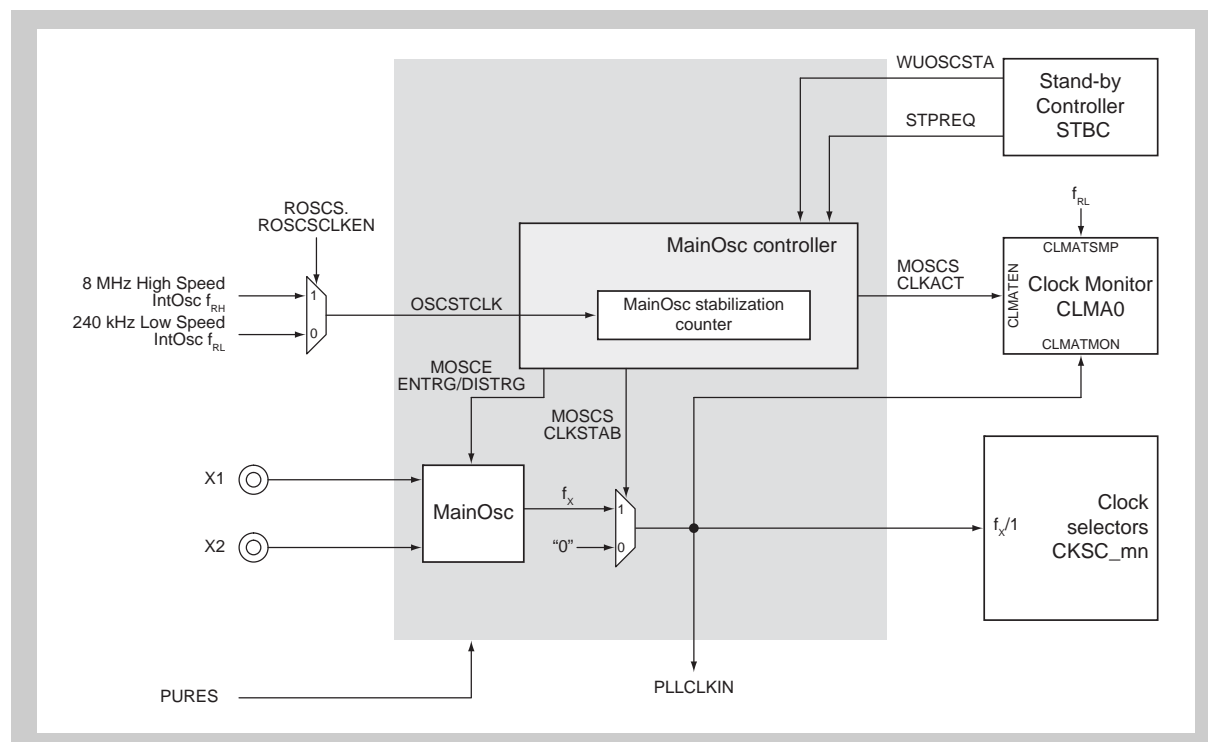 WUOSCSTA
Stand-by
Controller
STBC
STPREQ
ROSCS.
ROSCSCLKEN
8 MHz High Speed
IntOsc fRH
240 kHz Low Speed
IntOsc fRL
1
0
OSCSTCLK
MainOsc controller
MainOsc stabilization
counter
MOSCS
CLKACT
fRL
CLMATSMP
CLMATEN
Clock Monitor
CLMA0
CLMATMON
MOSCE
ENTRG/DISTRG
MOSCS
CLKSTAB
X1
X2
MainOsc
fX
1
“0”
0
fX/1
Clock
selectors
CKSC_mn
PURES
PLLCLKIN